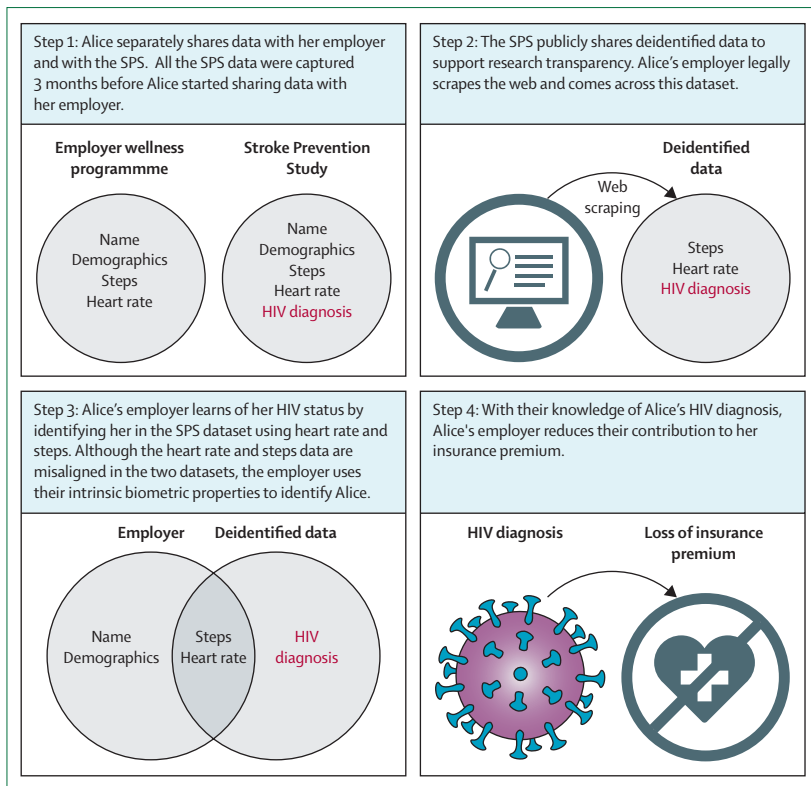 Step 1: Alice separately shares data with her employer
and with the SPS.  All the SPS data were captured
3 months before Alice started sharing data with
her employer.
Employer wellness
programmme
Stroke Prevention
Study
Name
Demographics
Steps
Heart rate
Name
Demographics
Steps
Heart rate
HIV diagnosis
Step 2: The SPS publicly shares deidentified data to
support research transparency. Alice’s employer legally
scrapes the web and comes across this dataset.
Deidentified
data
Web
scraping
Steps
Heart rate
HIV diagnosis
Step 3: Alice’s employer learns of her HIV status by
identifying her in the SPS dataset using heart rate and
steps. Although the heart rate and steps data are
misaligned in the two datasets, the employer uses
their intrinsic biometric properties to identify Alice.
Employer
Deidentified data
Name
Demographics
Steps
Heart rate
HIV
diagnosis
Step 4: With their knowledge of Alice’s HIV diagnosis,
Alice's employer reduces their contribution to her
insurance premium.
HIV diagnosis
Loss of insurance
premium